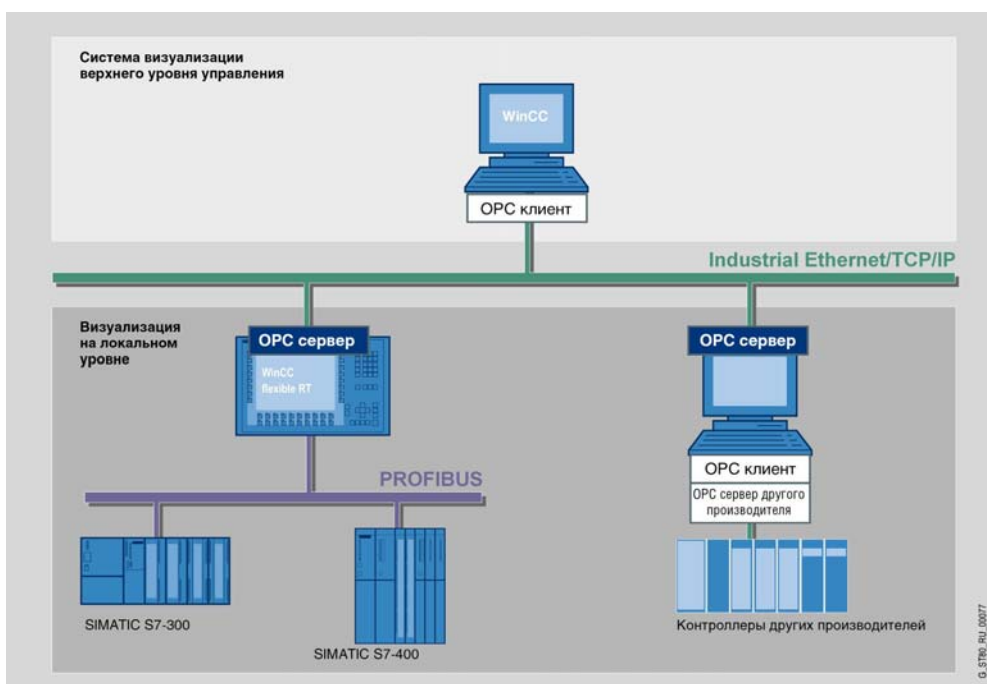 Система визуализации
верхнего уровня управления
WinCC
OPC клиент
Industrial Ethernet/TCP/IP
Визуализация
на локальном
уровне
OPC сервер
WinCC
flexible RT
OPC сервер
PROFIBUS
OPC клиент
OPC сервер другого
производителя
SIMATIC S7-300
SIMATIC S7-400
Контроллеры других производителей
G_ST80_RU_00077